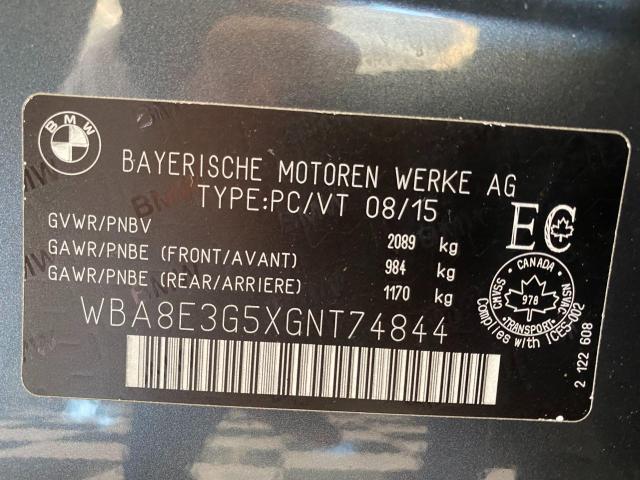 BMW
BAYERISCHE MOTOREN WERKE AG
TYPE:PC/VT 08/15
GVWR/PNBV 2089 kg
GAWR/PNBE (FRONT/AVANT) 984 kg
GAWR/PNBE (REAR/ARRIERE) 1170 kg
WBA8E3G5XGNT74844
EC
CANADA
CMVSS
978
NSVAC
TRANSPORT
Complies with / ICES-002
2 122 608